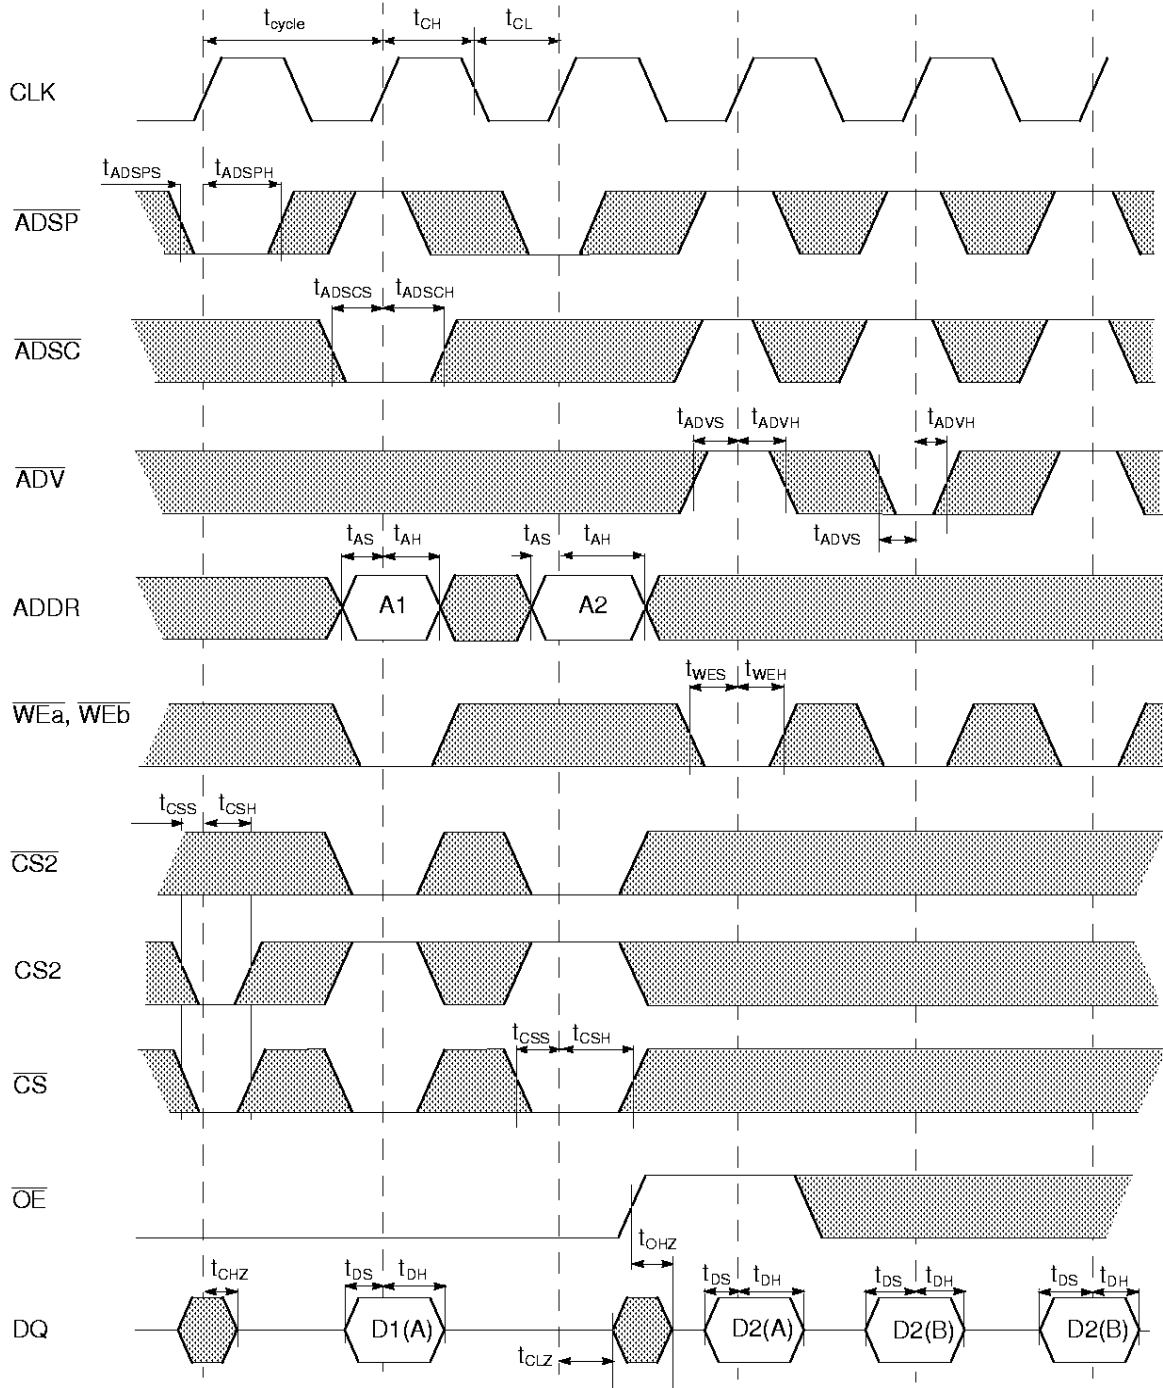 tcycle tCH tCL
CLK
tADSPS tADSPH
ADSP
tADSCS tADSCH
ADSC
tADVS tADVH tADVH
ADV
tADVS
tAS tAH tAS tAH
ADDR A1 A2
tWES tWEH
WEa, WEb
tCSS tCSH
CS2
CS2
tCSS tCSH
CS
OE
tOHZ
tCHZ tDS tDH tDS tDH tDS tDH tDS tDH
DQ D1(A) D2(A) D2(B) D2(B)
tCLZ